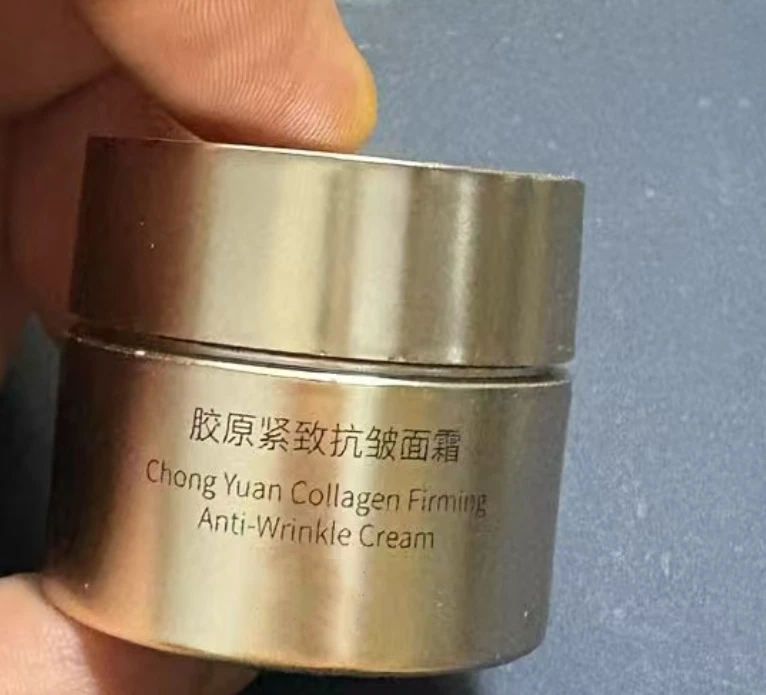 胶原紧致抗皱面霜
Chong Yuan Collagen Firming
Anti-Wrinkle Cream